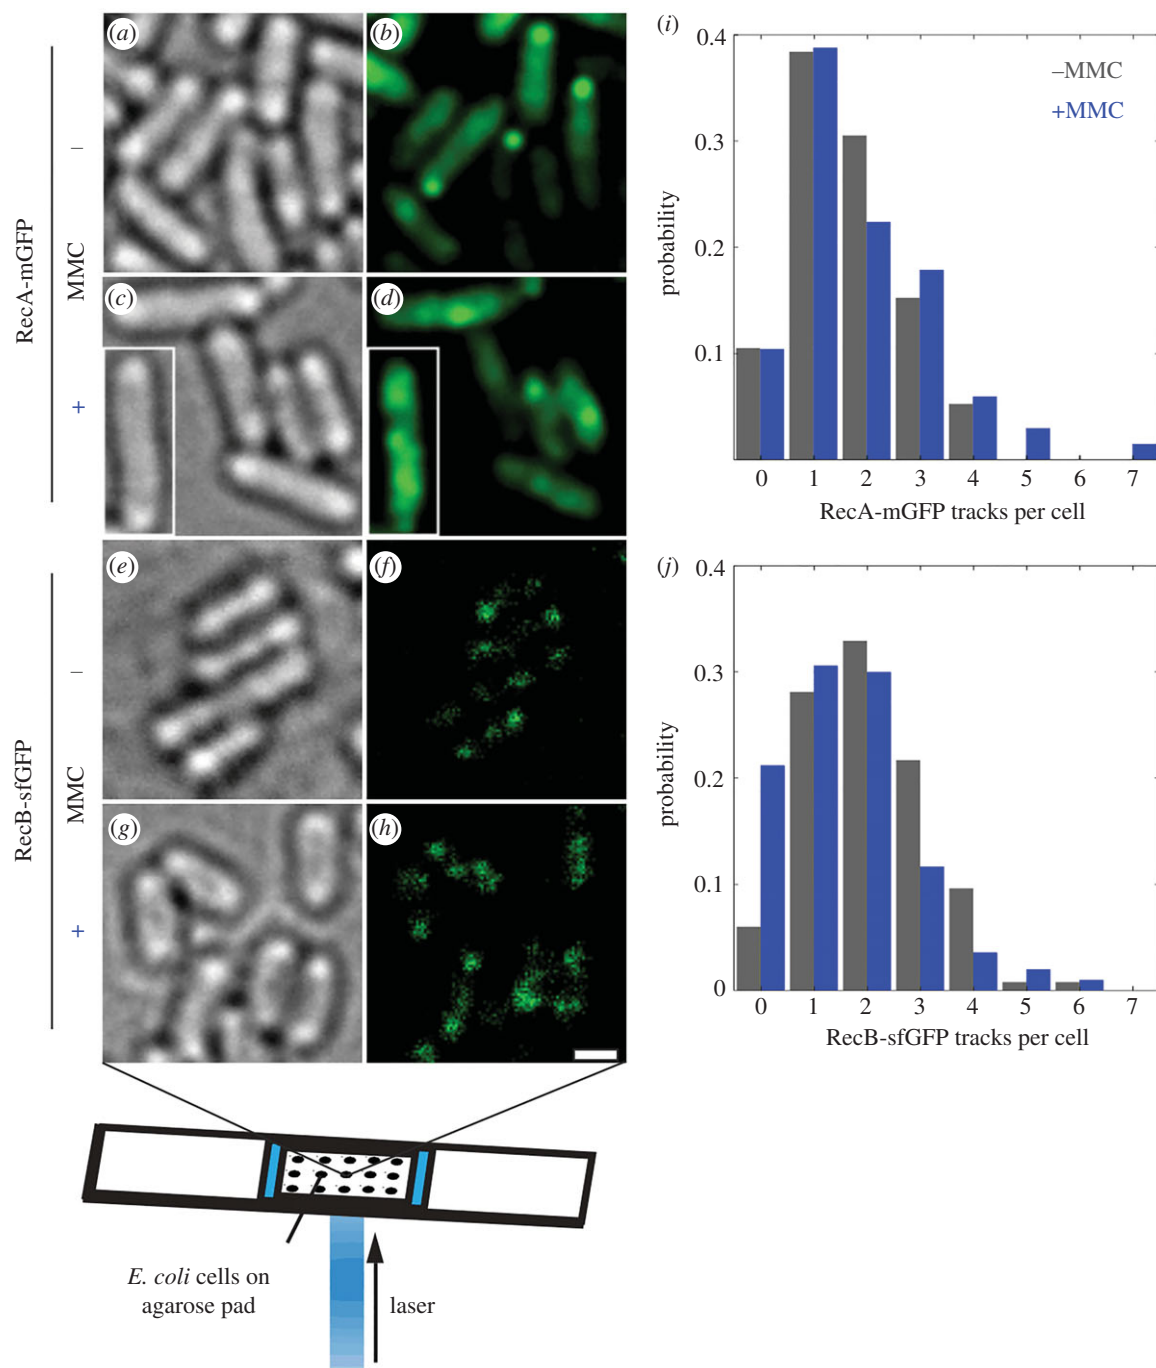 (a)
(b)
–
RecA-mGFP
MMC
(c)
(d)
+
(e)
(f)
–
RecB-sfGFP
MMC
(g)
(h)
+
E. coli cells on
agarose pad
laser
(i)
0.4
–MMC
+MMC
0.3
probability
0.2
0.1
0 1 2 3 4 5 6 7
RecA-mGFP tracks per cell
(j)
0.4
0.3
probability
0.2
0.1
0
0 1 2 3 4 5 6 7
RecB-sfGFP tracks per cell